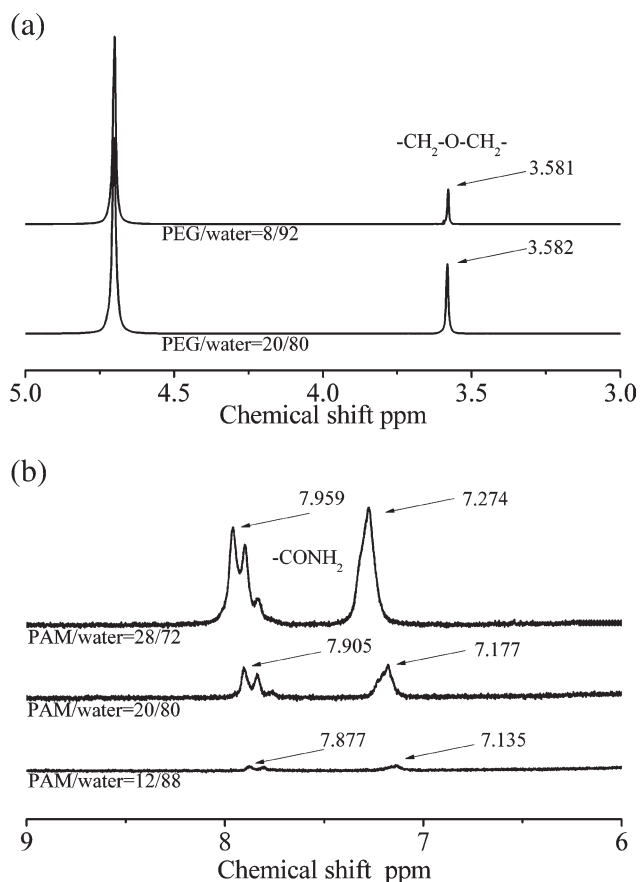 (a)
-CH₂-O-CH₂-
3.581
PEG/water=8/92
3.582
PEG/water=20/80
5.0 4.5 4.0 3.5 3.0
Chemical shift ppm
(b)
7.959 7.274
-CONH₂
PAM/water=28/72
7.905 7.177
PAM/water=20/80
7.877 7.135
PAM/water=12/88
9 8 7 6
Chemical shift ppm